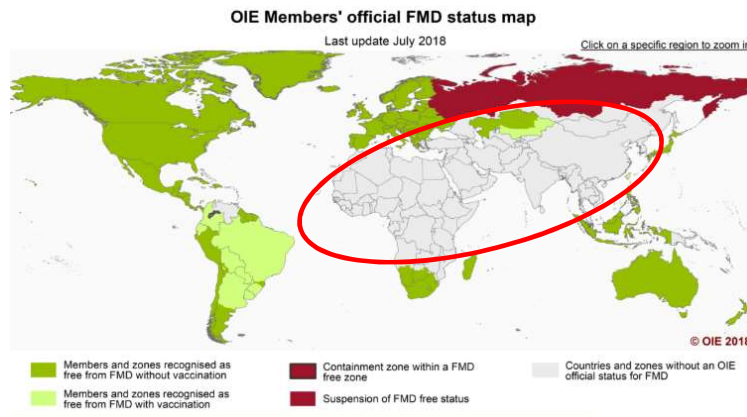 OIE Members' official FMD status map
Last update July 2018
Click on a specific region to zoom in
© OIE 2018
Members and zones recognised as
free from FMD without vaccination
Members and zones recognised as
free from FMD with vaccination
Containment zone within a FMD
free zone
Suspension of FMD free status
Countries and zones without an OIE
official status for FMD